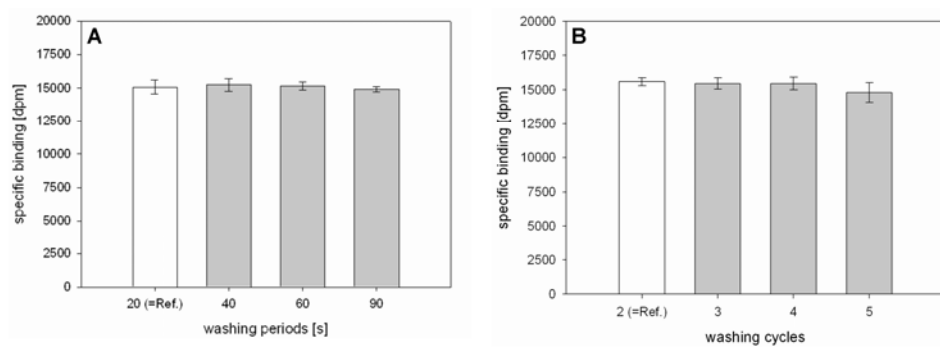 A
specific binding [dpm]
20000
17500
15000
12500
10000
7500
5000
2500
0
20 (=Ref.) 40 60 90
washing periods [s]
B
specific binding [dpm]
20000
17500
15000
12500
10000
7500
5000
2500
0
2 (=Ref.) 3 4 5
washing cycles